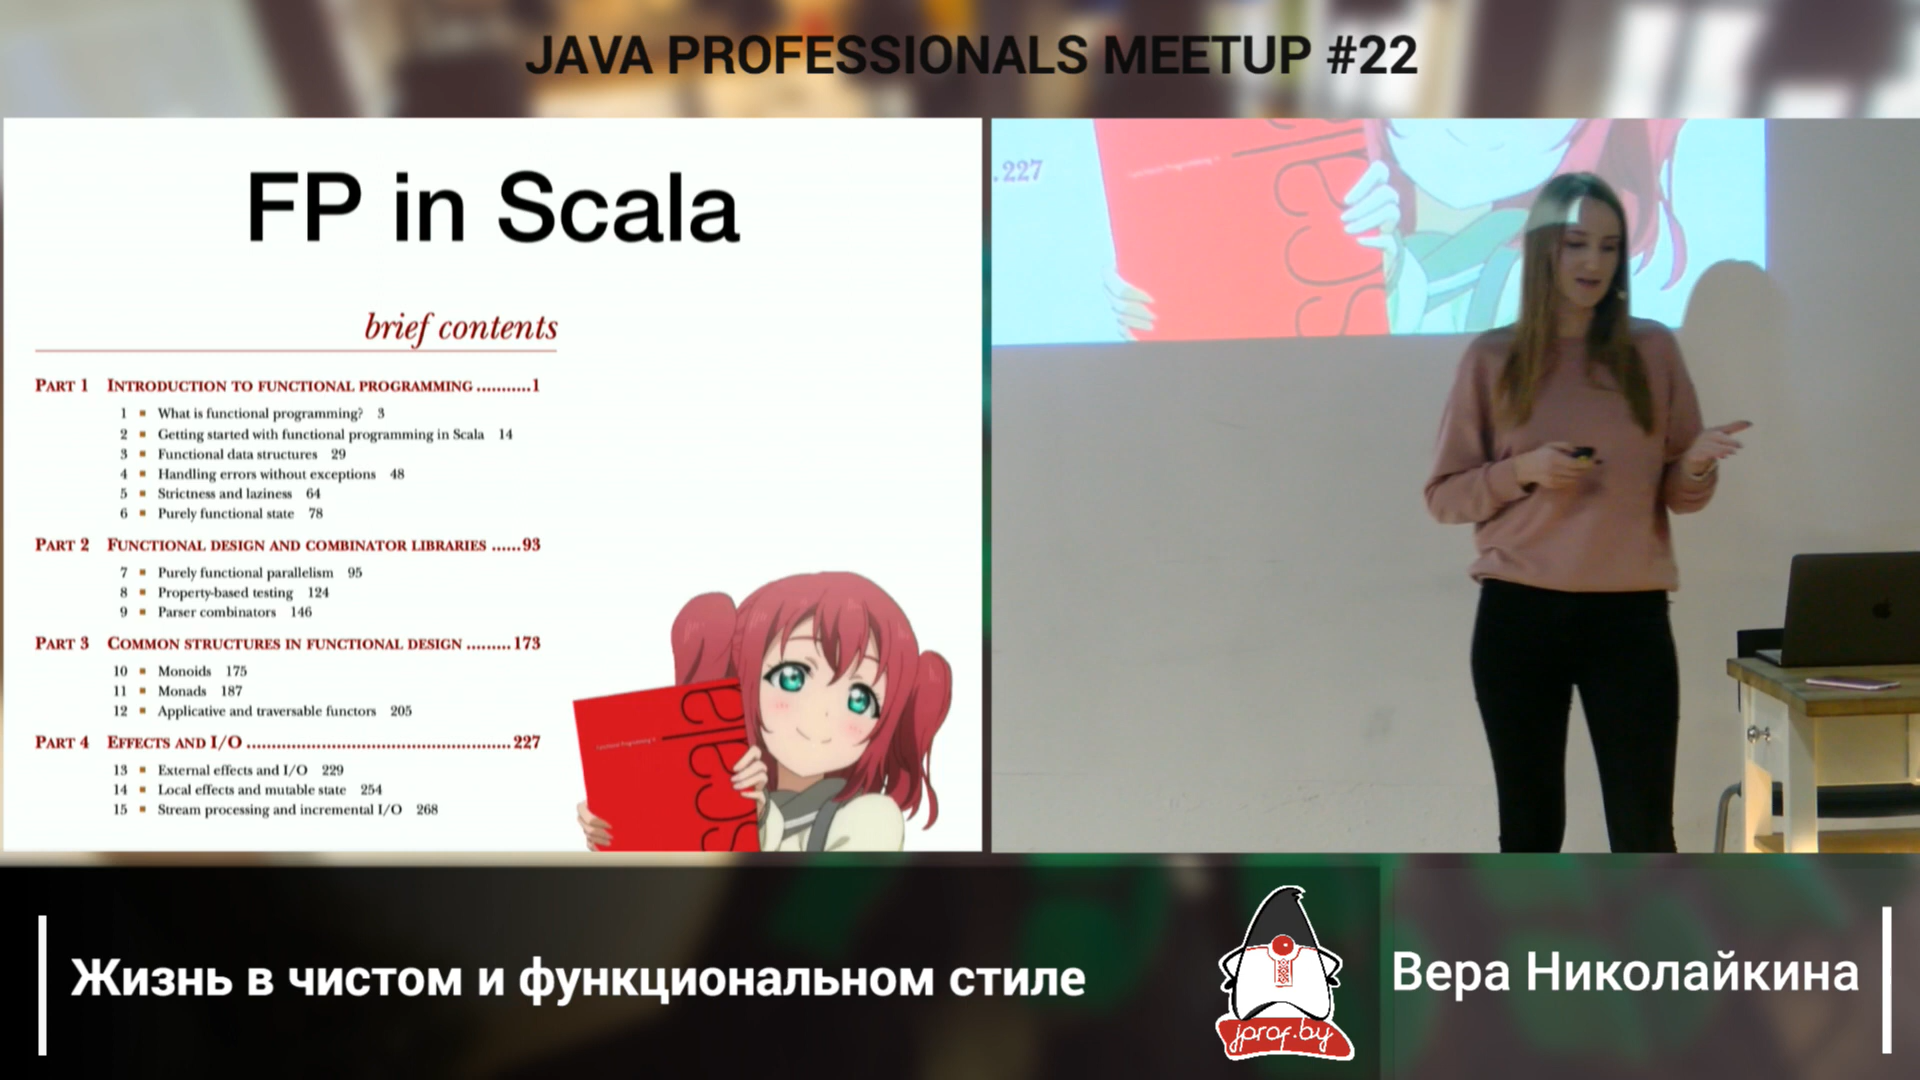 JAVA PROFESSIONALS MEETUP #22
FP in Scala
brief contents
PART 1 INTRODUCTION TO FUNCTIONAL PROGRAMMING ...........1
1 ■ What is functional programming? 3
2 ■ Getting started with functional programming in Scala 14
3 ■ Functional data structures 29
4 ■ Handling errors without exceptions 48
5 ■ Strictness and laziness 64
6 ■ Purely functional state 78
PART 2 FUNCTIONAL DESIGN AND COMBINATOR LIBRARIES ......93
7 ■ Purely functional parallelism 95
8 ■ Property-based testing 124
9 ■ Parser combinators 146
PART 3 COMMON STRUCTURES IN FUNCTIONAL DESIGN .........173
10 ■ Monoids 175
11 ■ Monads 187
12 ■ Applicative and traversable functors 205
PART 4 EFFECTS AND I/O ....................................................227
13 ■ External effects and I/O 229
14 ■ Local effects and mutable state 254
15 ■ Stream processing and incremental I/O 268
Functional Programming in
scala
.227
scala
Жизнь в чистом и функциональном стиле
jprof.by
Вера Николайкина